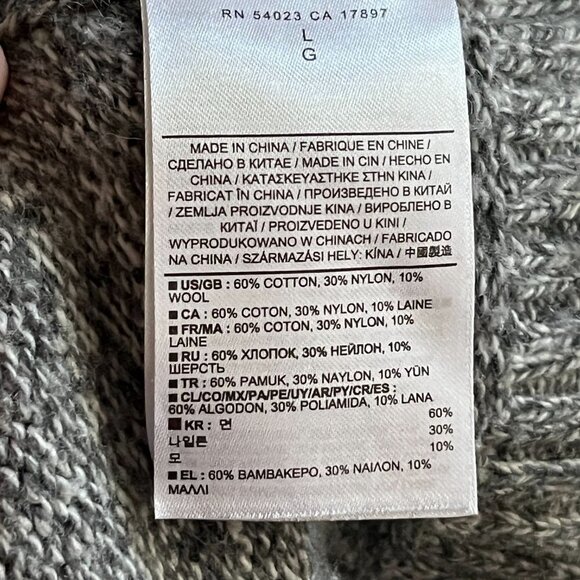 RN 54023 CA 17897
L
G
MADE IN CHINA / FABRIQUE EN CHINE /
СДЕЛАНО В КИТАЕ / MADE IN CIN / HECHO EN
CHINA / ΚΑΤΑΣΚΕΥΑΣΤΗΚΕ ΣΤΗΝ ΚΙΝΑ /
FABRICAT ÎN CHINA / ПРОИЗВЕДЕНО В КИТАЙ
/ ZEMLJA PROIZVODNJE KINA / ВИРОБЛЕНО В
КИТАЇ / PROIZVEDENO U KINI /
WYPRODUKOWANO W CHINACH / FABRICADO
NA CHINA / SZÁRMAZÁSI HELY: KÍNA / 中國製造
■ US/GB : 60% COTTON, 30% NYLON, 10%
WOOL
■ CA : 60% COTON, 30% NYLON, 10% LAINE
■ FR/MA : 60% COTON, 30% NYLON, 10%
LAINE
■ RU : 60% ХЛОПОК, 30% НЕЙЛОН, 10%
ШЕРСТЬ
■ TR : 60% PAMUK, 30% NAYLON, 10% YÜN
■ CL/CO/MX/PA/PE/UY/AR/PY/CR/ES :
60% ALGODON, 30% POLIAMIDA, 10% LANA
■ KR : 면 60%
나일론 30%
모 10%
■ EL : 60% ΒΑΜΒΑΚΕΡΟ, 30% ΝΑΙΛΟΝ, 10%
ΜΑΛΛΙ